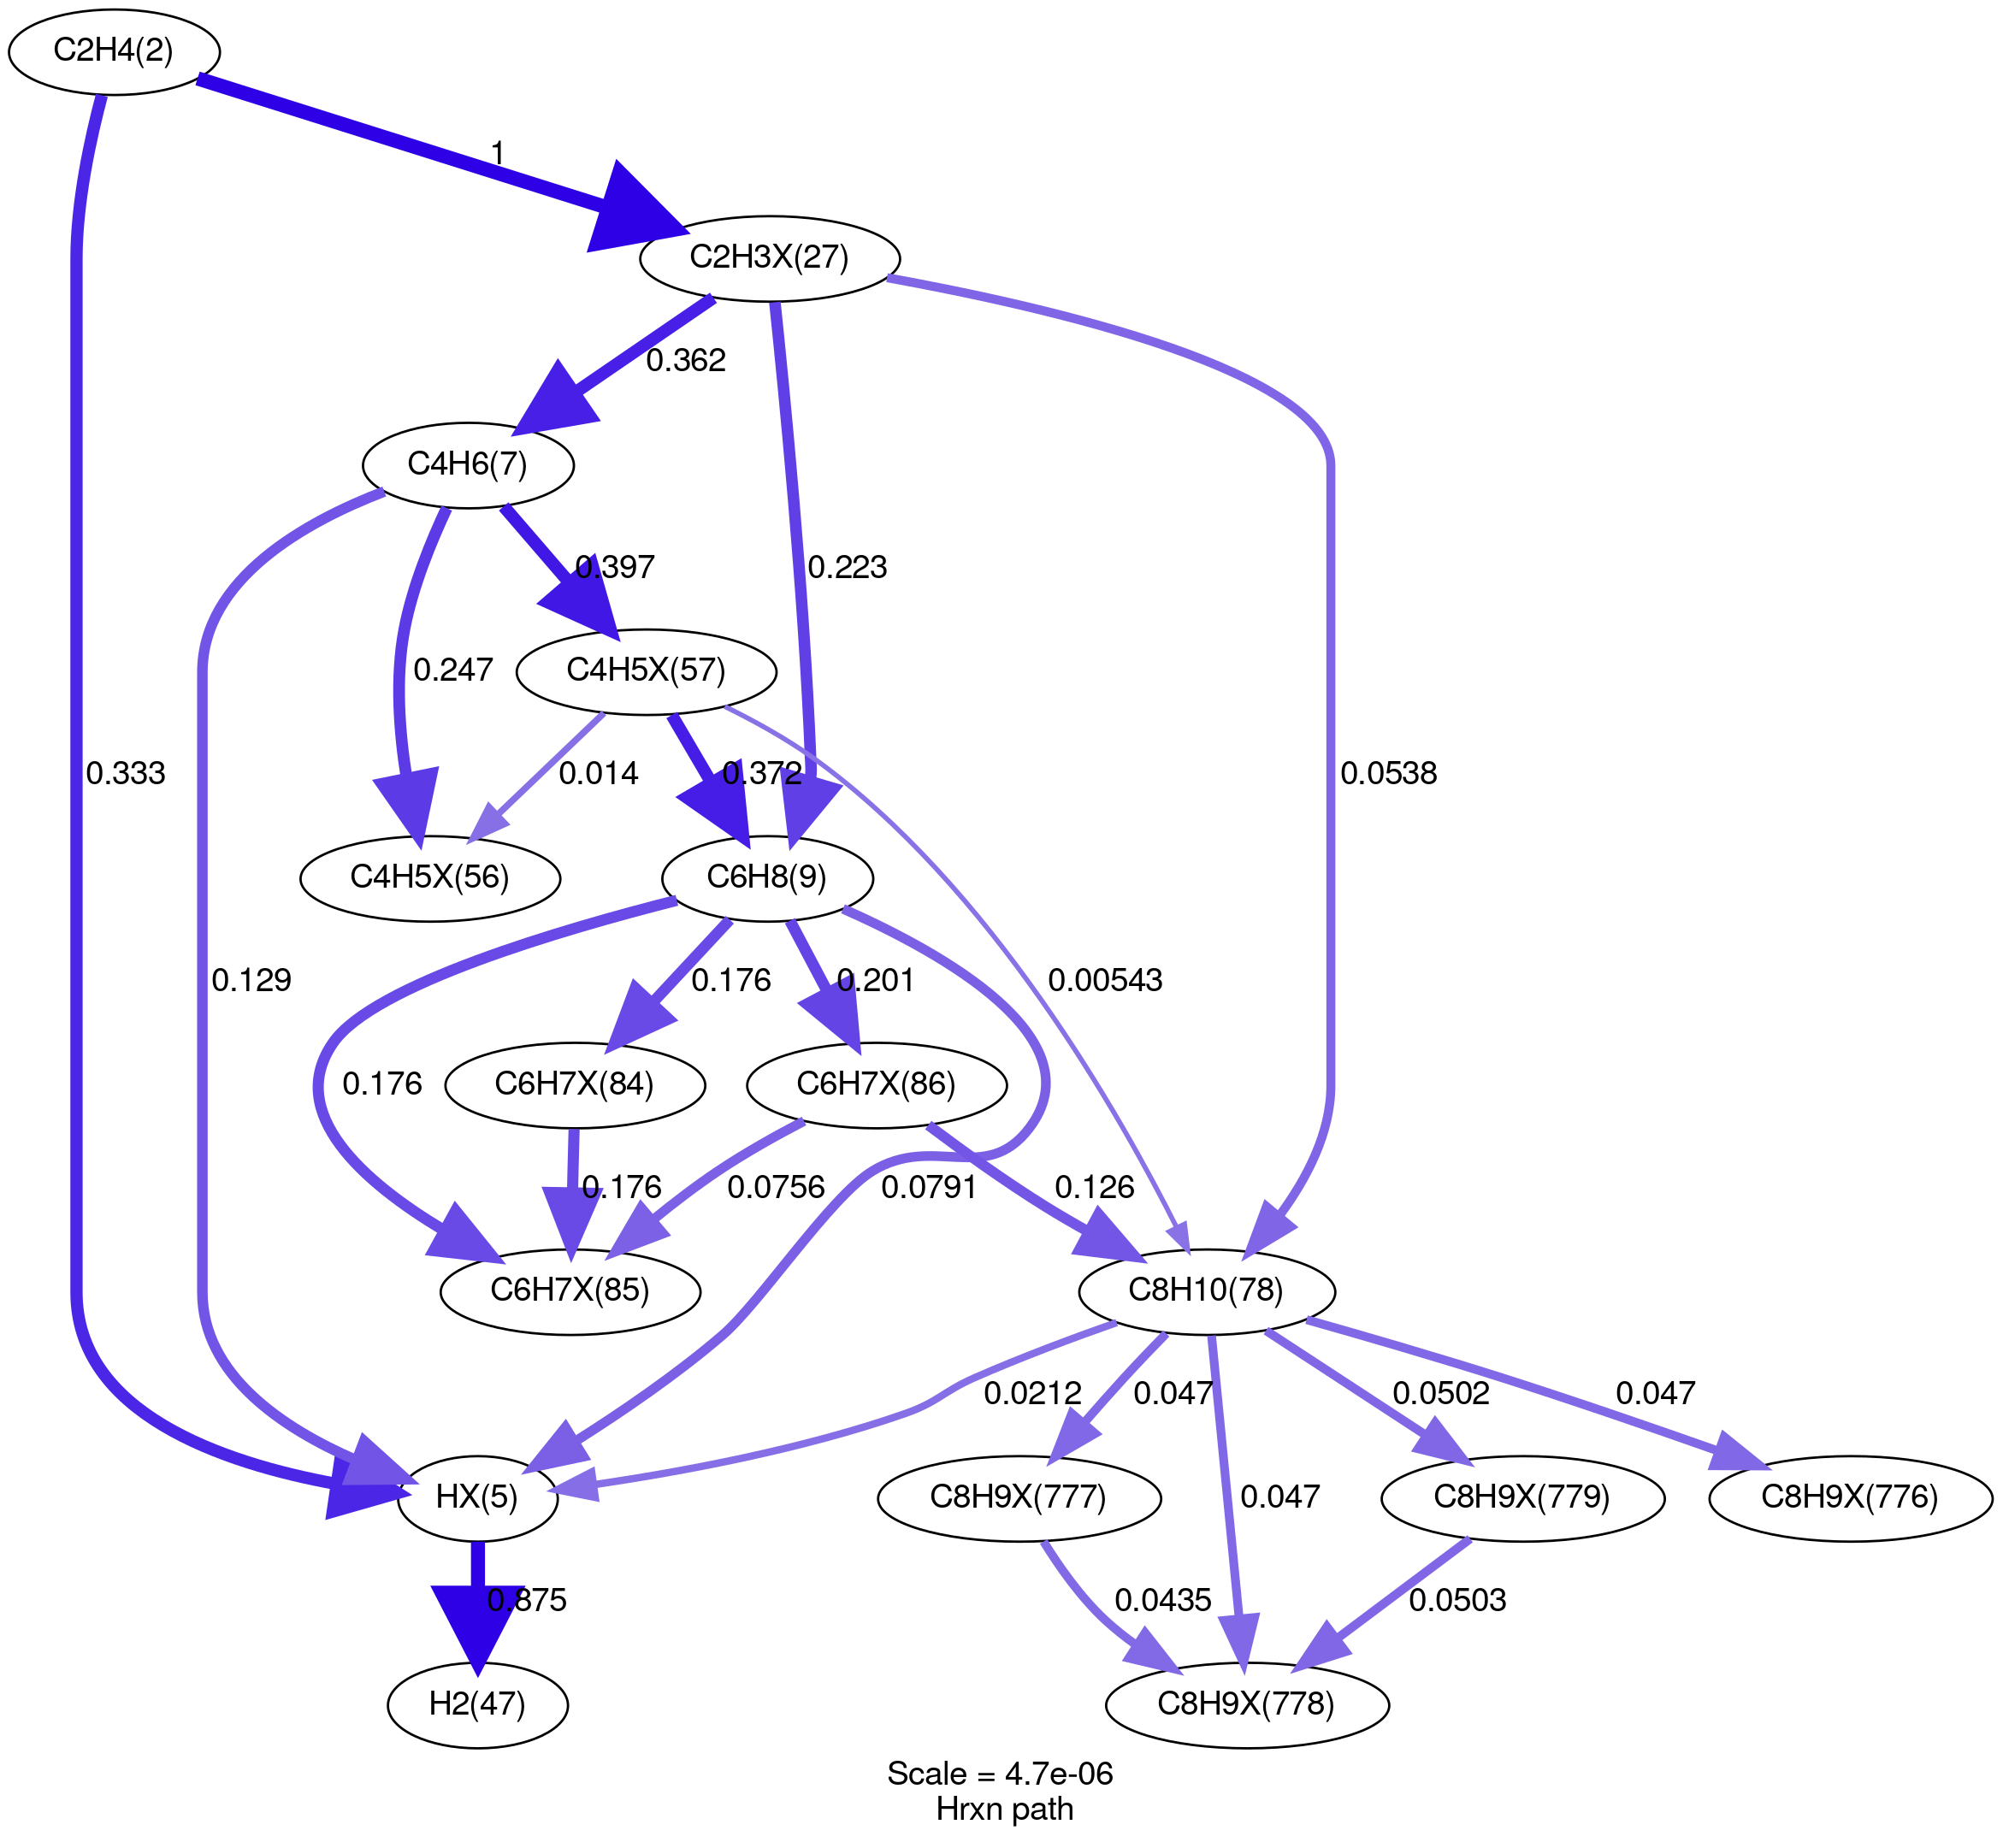 C2H4(2)
1
C2H3X(27)
0.362
C4H6(7)
0.397
0.223
0.247
C4H5X(57)
0.333
0.014
0.372
0.0538
C4H5X(56)
C6H8(9)
0.129
0.176
0.201
0.00543
0.176
C6H7X(84)
C6H7X(86)
0.176
0.0756
0.0791
0.126
C6H7X(85)
C8H10(78)
0.0212
0.047
0.0502
0.047
HX(5)
C8H9X(777)
0.047
C8H9X(779)
C8H9X(776)
0.875
0.0435
0.0503
H2(47)
C8H9X(778)
Scale = 4.7e-06
Hrxn path